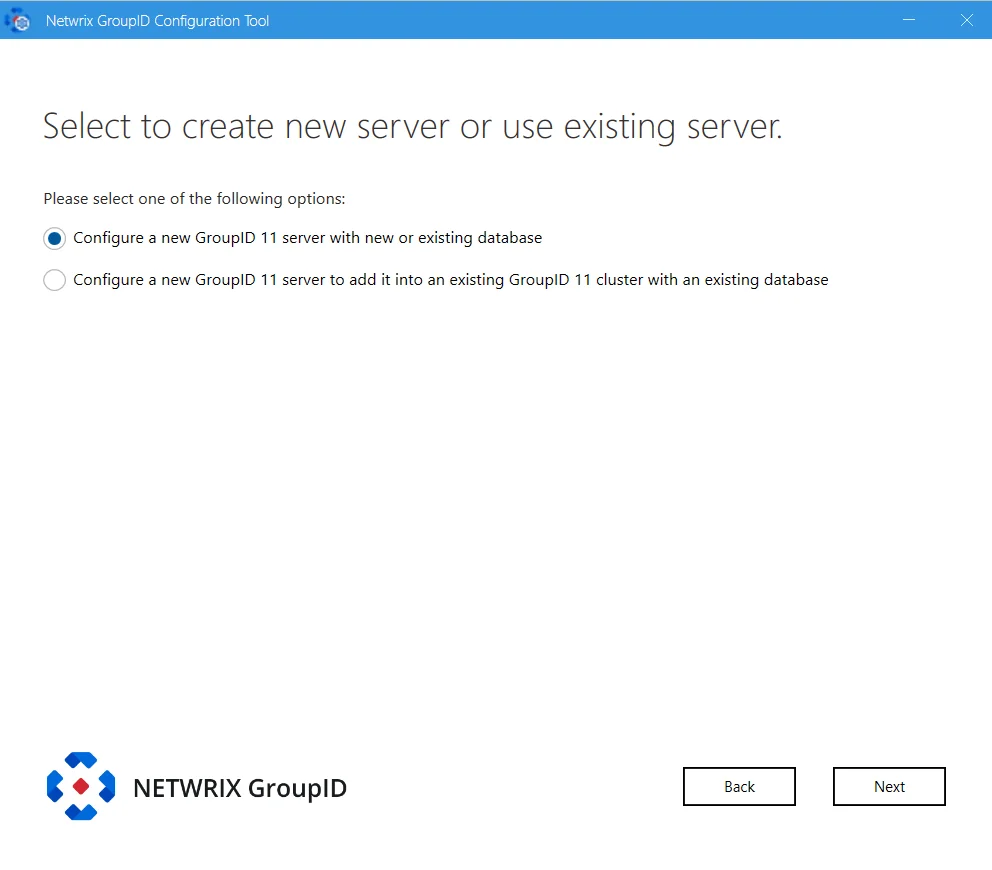 Netwrix GroupID Configuration Tool
Select to create new server or use existing server.
Please select one of the following options:
Configure a new GroupID 11 server with new or existing database
Configure a new GroupID 11 server to add it into an existing GroupID 11 cluster with an existing database
NETWRIX GroupID
Back
Next